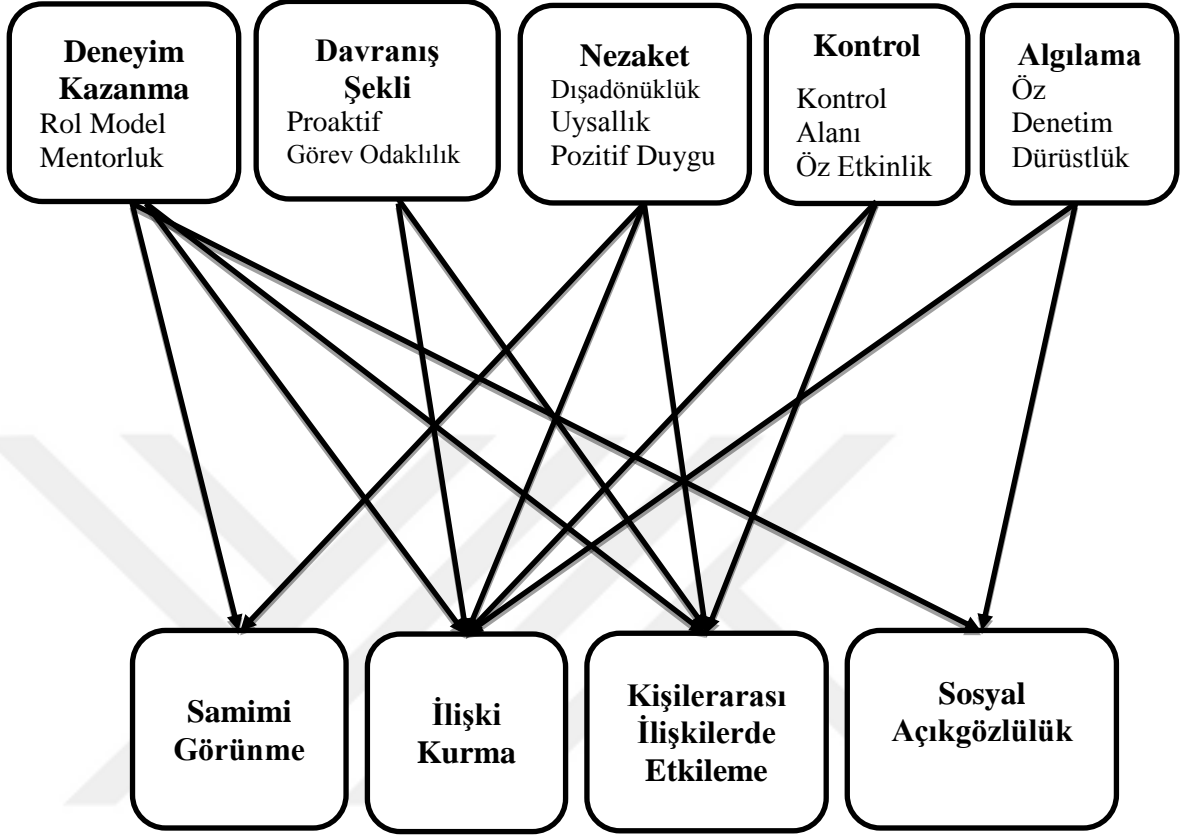 Deneyim
Kazanma
Rol Model
Mentorluk
Davranış
Şekli
Proaktif
Görev Odaklılık
Nezaket
Dışadönüklük
Uysallık
Pozitif Duygu
Kontrol
Kontrol
Alanı
Öz Etkinlik
Algılama
Öz
Denetim
Dürüstlük
Samimi
Görünme
İlişki
Kurma
Kişilerarası
İlişkilerde
Etkileme
Sosyal
Açıkgözlülük